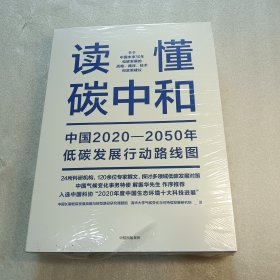 读懂
碳中和
中国2020—2050年
低碳发展行动路线图
24家科研机构，120多位专家撰文，探讨多领域低碳发展对策
中国气候变化事务特使 解振华先生 作序推荐
入选中国科协“2020年度中国生态环境十大科技进展”
中信出版集团